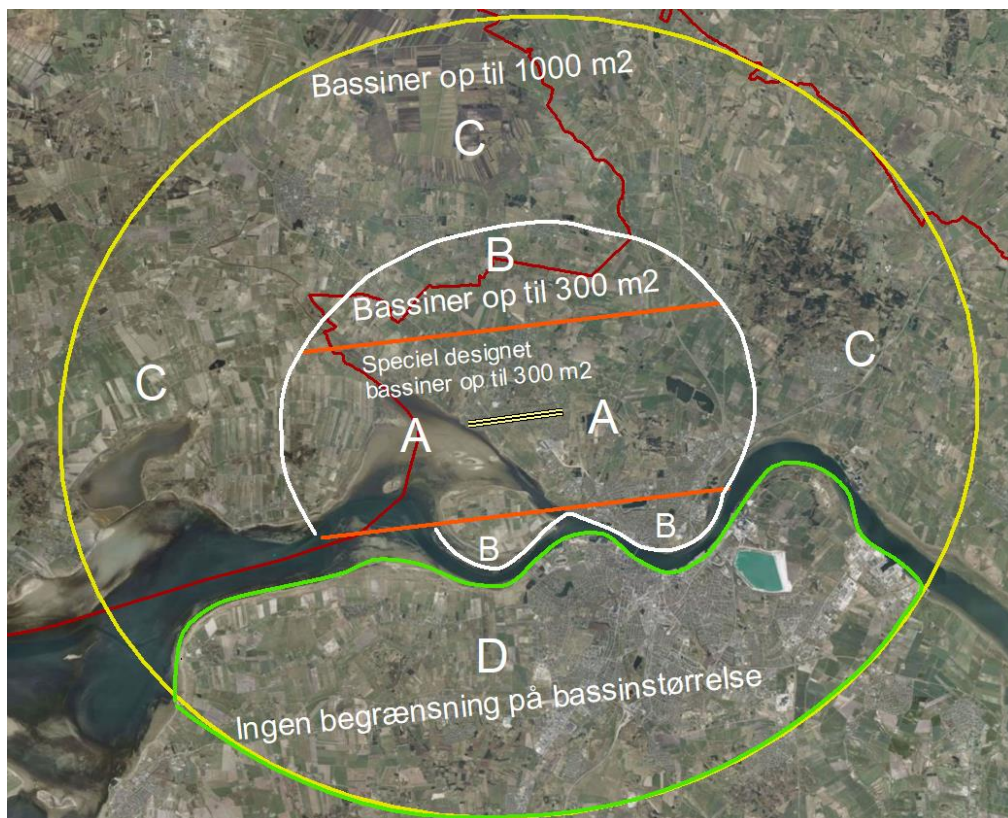 Bassiner op til 1000 m2
C
B
Bassiner op til 300 m2
Speciel designet
bassiner op til 300 m2
C
C
A
A
B
B
D
Ingen begrænsning på bassinstørrelse